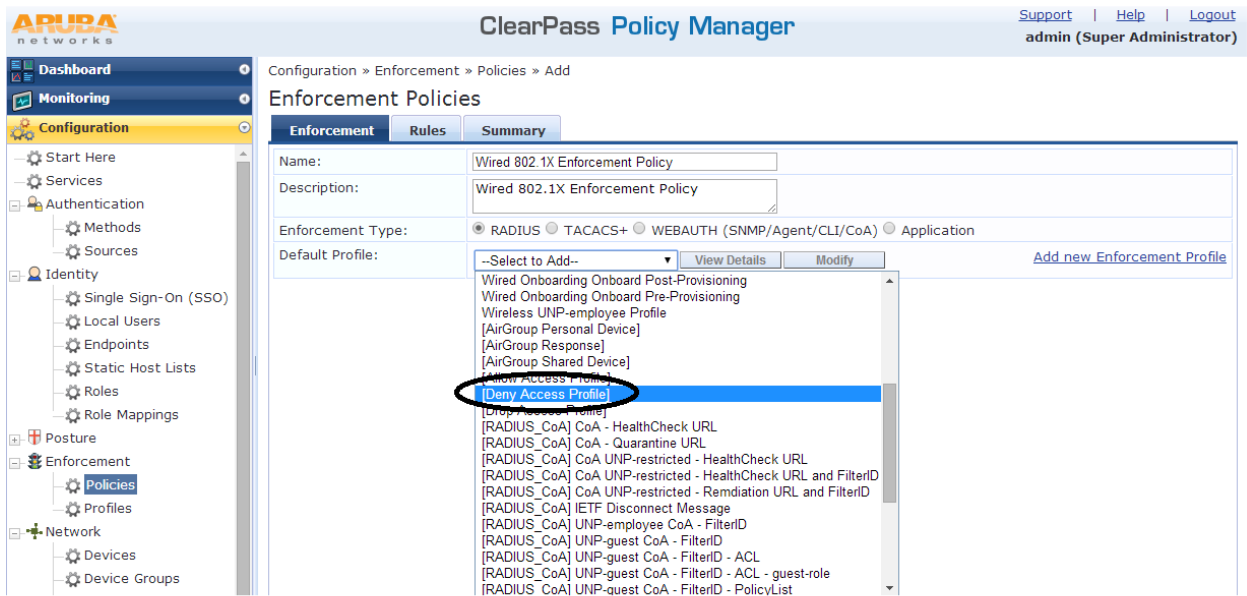 ARUBA
networks
ClearPass Policy Manager
Support | Help | Logout
admin (Super Administrator)
Dashboard
Monitoring
Configuration
Start Here
Services
Authentication
Methods
Sources
Identity
Single Sign-On (SSO)
Local Users
Endpoints
Static Host Lists
Roles
Role Mappings
Posture
Enforcement
Policies
Profiles
Network
Devices
Device Groups
Configuration » Enforcement » Policies » Add
Enforcement Policies
Enforcement Rules Summary
Name: Wired 802.1X Enforcement Policy
Description: Wired 802.1X Enforcement Policy
Enforcement Type: RADIUS TACACS+ WEBAUTH (SNMP/Agent/CLI/CoA) Application
Default Profile: --Select to Add-- View Details Modify Add new Enforcement Profile
Wired Onboarding Onboard Post-Provisioning
Wired Onboarding Onboard Pre-Provisioning
Wireless UNP-employee Profile
[AirGroup Personal Device]
[AirGroup Response]
[AirGroup Shared Device]
[Allow Access Profile]
[Deny Access Profile]
[Drop Access Profile]
[RADIUS_CoA] CoA - HealthCheck URL
[RADIUS_CoA] CoA - Quarantine URL
[RADIUS_CoA] CoA UNP-restricted - HealthCheck URL
[RADIUS_CoA] CoA UNP-restricted - HealthCheck URL and FilterID
[RADIUS_CoA] CoA UNP-restricted - Remdiation URL and FilterID
[RADIUS_CoA] IETF Disconnect Message
[RADIUS_CoA] UNP-employee CoA - FilterID
[RADIUS_CoA] UNP-guest CoA - FilterID
[RADIUS_CoA] UNP-guest CoA - FilterID - ACL
[RADIUS_CoA] UNP-guest CoA - FilterID - ACL - guest-role
[RADIUS_CoA] UNP-guest CoA - FilterID - PolicyList